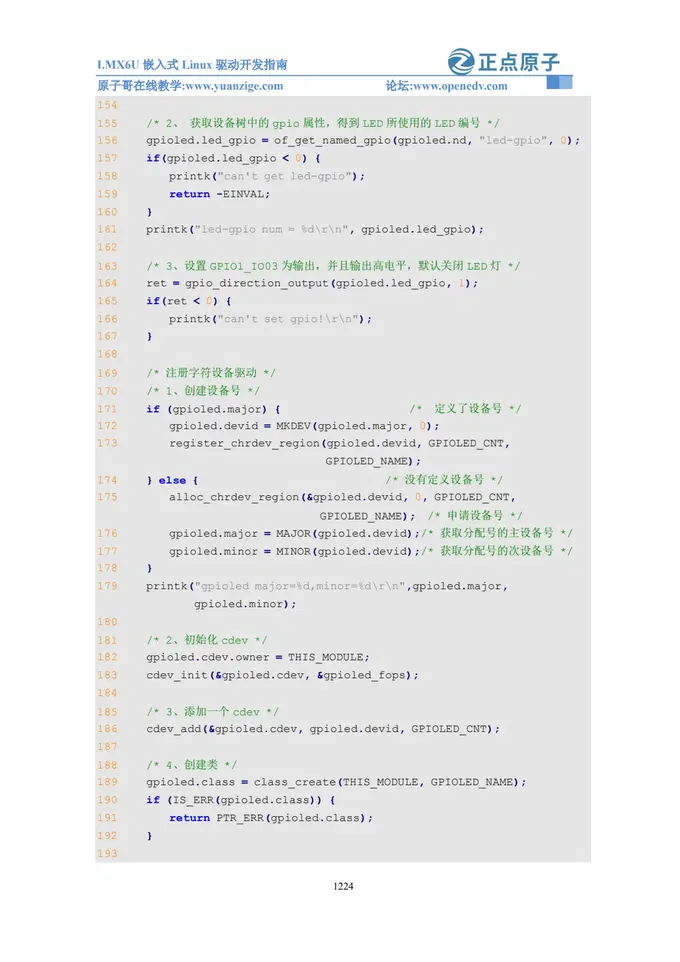 I.MX6U 嵌入式 Linux 驱动开发指南
正点原子
原子哥在线教学:www.yuanzige.com 论坛:www.openedv.com
154
155 /* 2、 获取设备树中的 gpio 属性，得到 LED 所使用的 LED 编号 */
156 gpioled.led_gpio = of_get_named_gpio(gpioled.nd, "led-gpio", 0);
157 if(gpioled.led_gpio < 0) {
158 printk("can't get led-gpio");
159 return -EINVAL;
160 }
161 printk("led-gpio num = %d\r\n", gpioled.led_gpio);
162
163 /* 3、设置 GPIO1_IO03 为输出，并且输出高电平，默认关闭 LED 灯 */
164 ret = gpio_direction_output(gpioled.led_gpio, 1);
165 if(ret < 0) {
166 printk("can't set gpio!\r\n");
167 }
168
169 /* 注册字符设备驱动 */
170 /* 1、创建设备号 */
171 if (gpioled.major) { /* 定义了设备号 */
172 gpioled.devid = MKDEV(gpioled.major, 0);
173 register_chrdev_region(gpioled.devid, GPIOLED_CNT,
GPIOLED_NAME);
174 } else { /* 没有定义设备号 */
175 alloc_chrdev_region(&gpioled.devid, 0, GPIOLED_CNT,
GPIOLED_NAME); /* 申请设备号 */
176 gpioled.major = MAJOR(gpioled.devid);/* 获取分配号的主设备号 */
177 gpioled.minor = MINOR(gpioled.devid);/* 获取分配号的次设备号 */
178 }
179 printk("gpioled major=%d,minor=%d\r\n",gpioled.major,
gpioled.minor);
180
181 /* 2、初始化 cdev */
182 gpioled.cdev.owner = THIS_MODULE;
183 cdev_init(&gpioled.cdev, &gpioled_fops);
184
185 /* 3、添加一个 cdev */
186 cdev_add(&gpioled.cdev, gpioled.devid, GPIOLED_CNT);
187
188 /* 4、创建类 */
189 gpioled.class = class_create(THIS_MODULE, GPIOLED_NAME);
190 if (IS_ERR(gpioled.class)) {
191 return PTR_ERR(gpioled.class);
192 }
193
1224